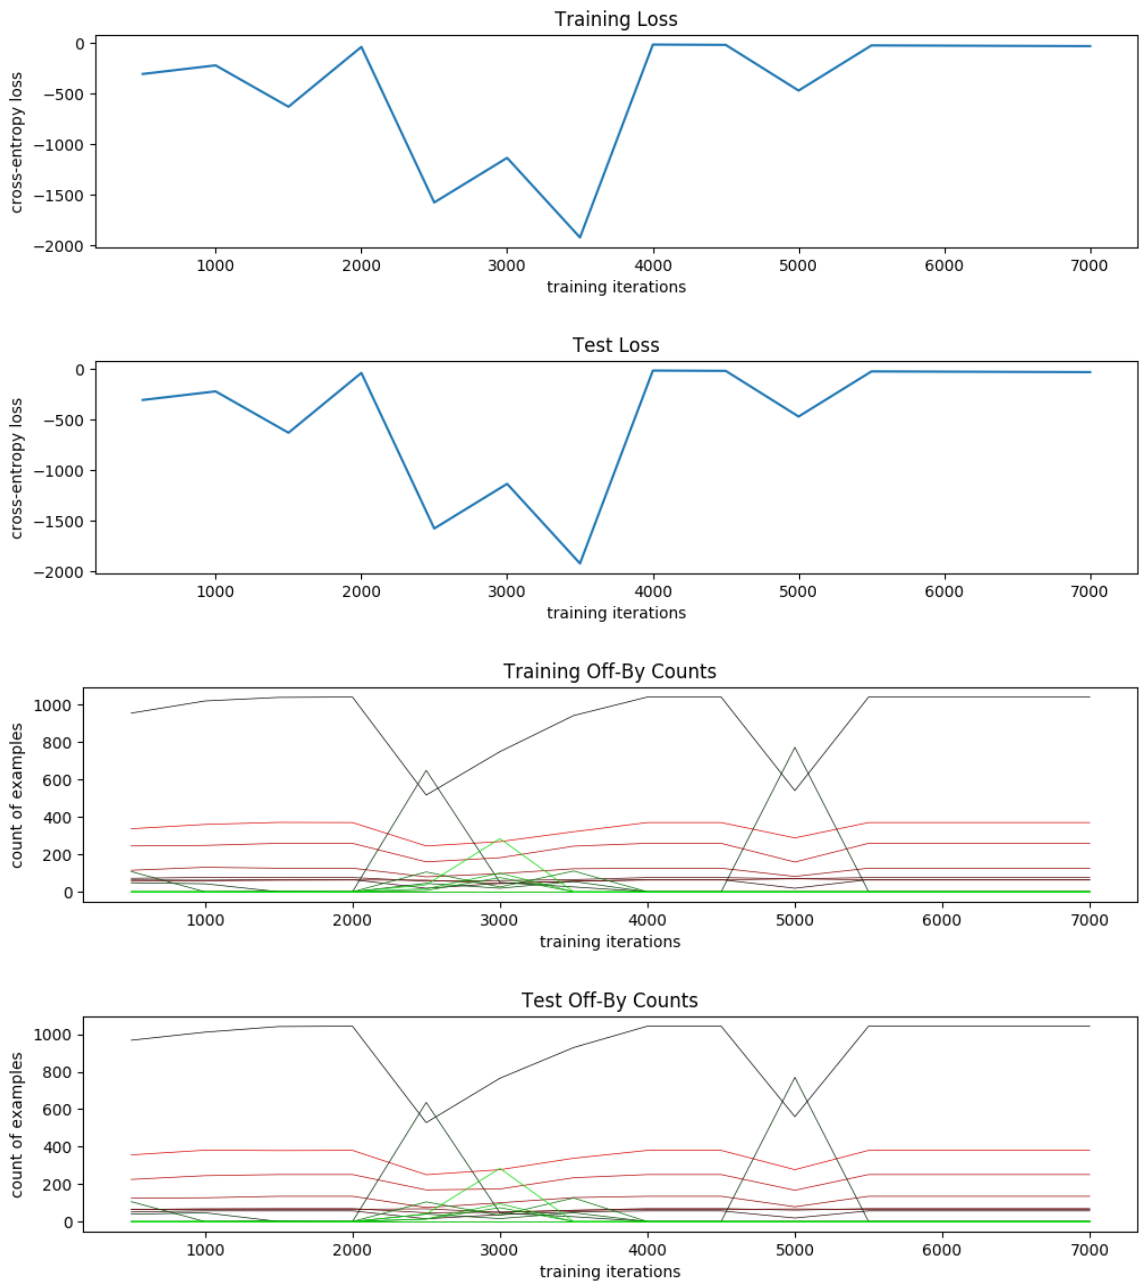 Training Loss
cross-entropy loss
0
−500
−1000
−1500
−2000
1000 2000 3000 4000 5000 6000 7000
training iterations
Test Loss
cross-entropy loss
0
−500
−1000
−1500
−2000
1000 2000 3000 4000 5000 6000 7000
training iterations
Training Off-By Counts
count of examples
1000
800
600
400
200
0
1000 2000 3000 4000 5000 6000 7000
training iterations
Test Off-By Counts
count of examples
1000
800
600
400
200
0
1000 2000 3000 4000 5000 6000 7000
training iterations